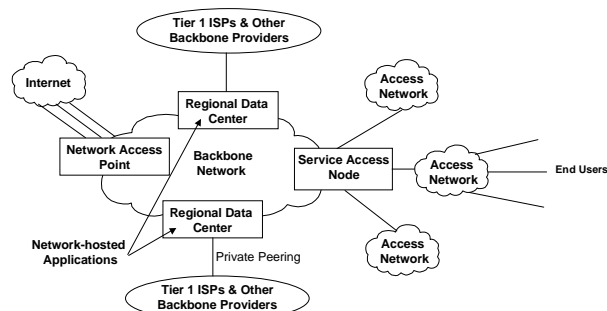 Tier 1 ISPs & Other
Backbone Providers
Internet
Access
Network
Regional Data
Center
Network Access
Point
Backbone
Network
Service Access
Node
Access
Network
End Users
Regional Data
Center
Network-hosted
Applications
Private Peering
Access
Network
Tier 1 ISPs & Other
Backbone Providers